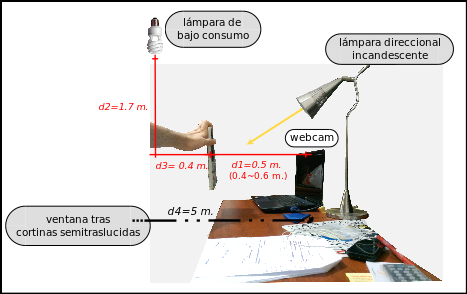 lámpara de
bajo consumo
lámpara direccional
incandescente
d2=1.7 m.
webcam
d3= 0.4 m.
d1=0.5 m.
(0.4~0.6 m.)
d4=5 m.
ventana tras
cortinas semitraslucidas